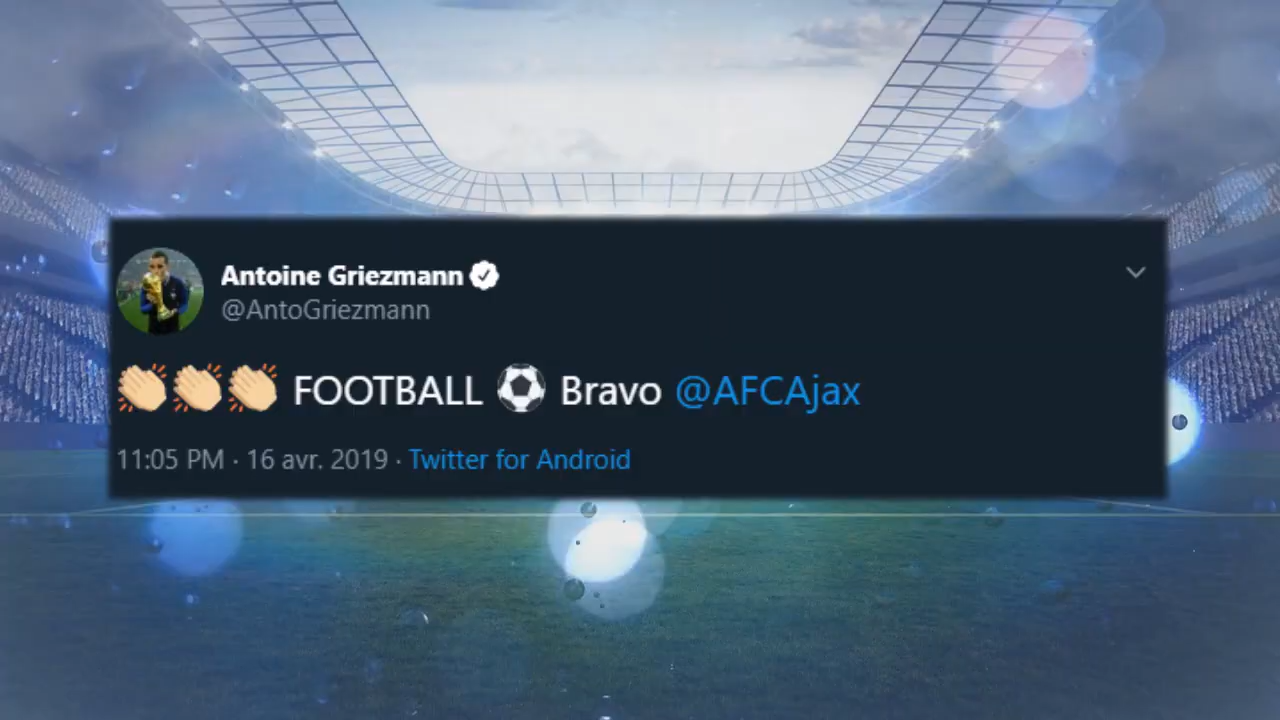 Antoine Griezmann
@AntoGriezmann
👏🏻👏🏻👏🏻 FOOTBALL ⚽ Bravo @AFCAjax
11:05 PM · 16 avr. 2019 · Twitter for Android